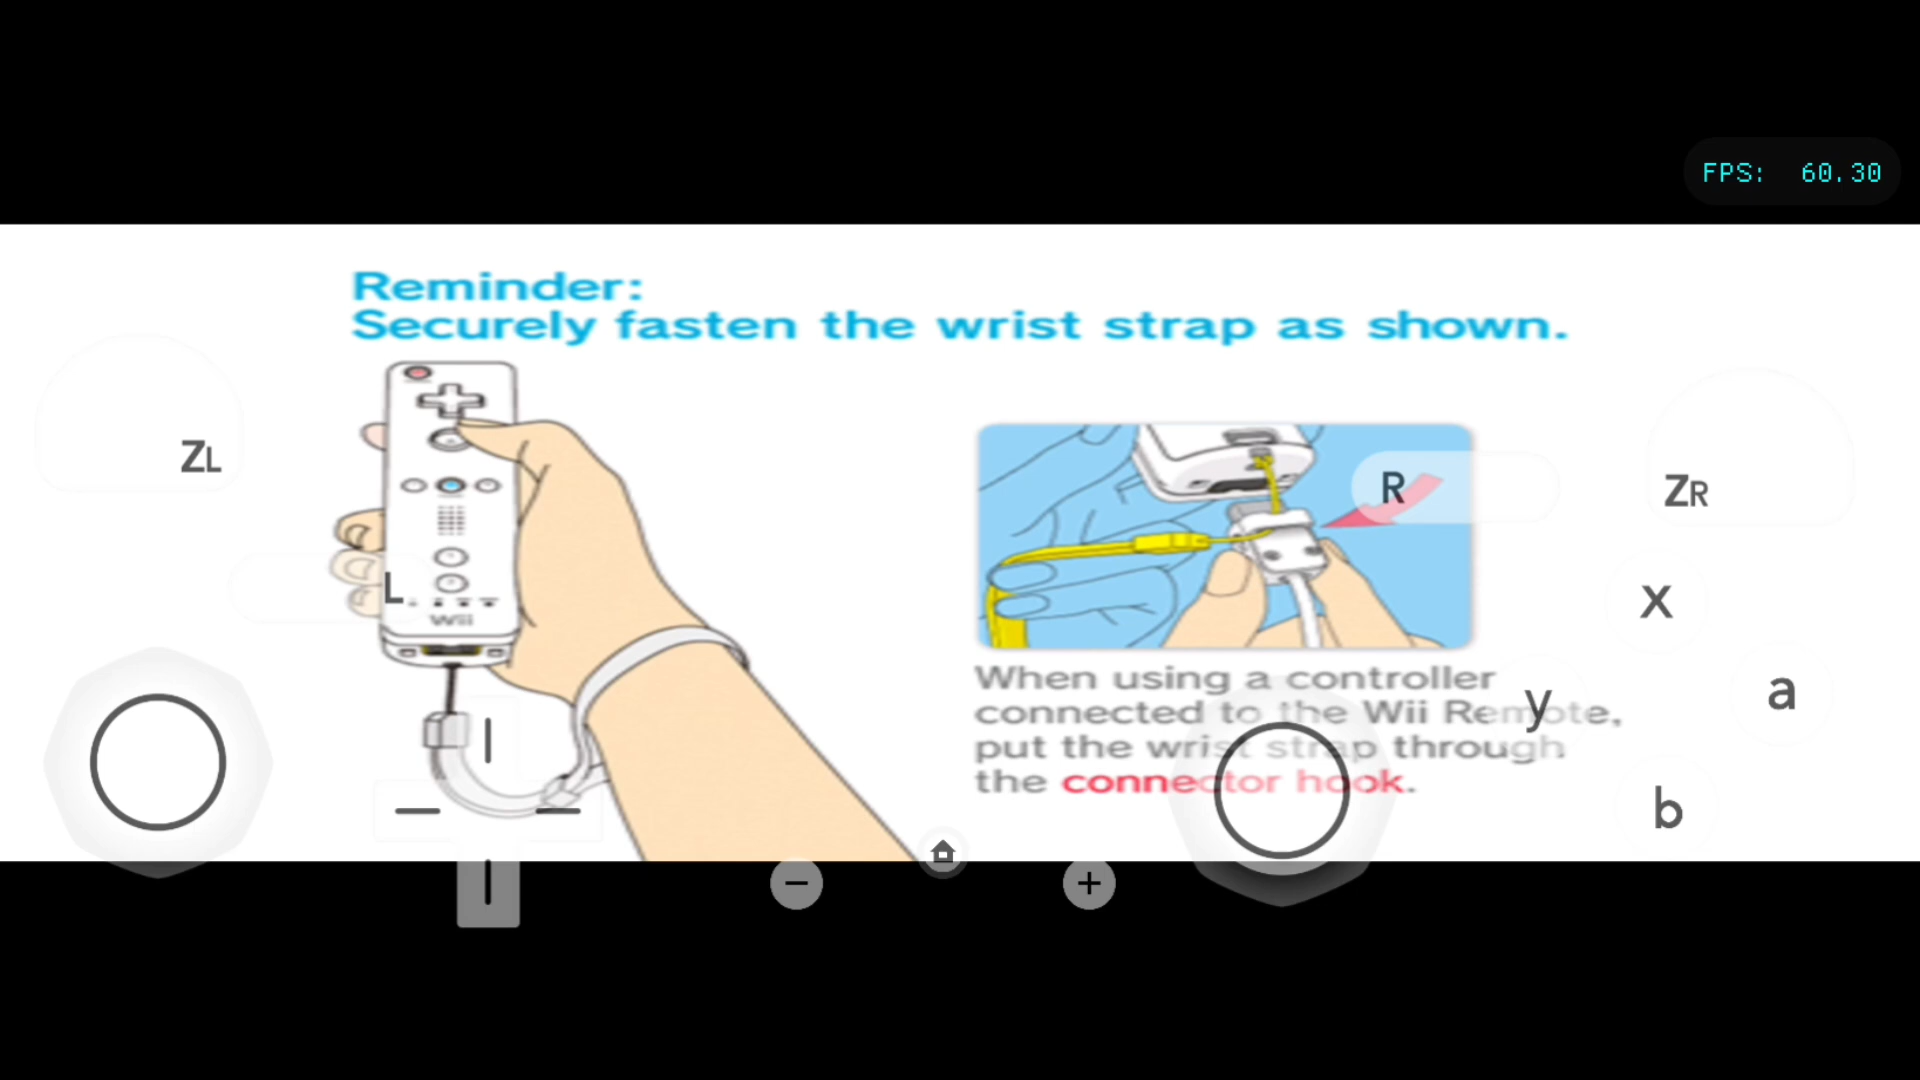 FPS: 60.30
Reminder:
Securely fasten the wrist strap as shown.
ZL
R
ZR
L
Wii
X
When using a controller
connected to the Wii Remote,
put the wrist strap through
the connector hook.
y
a
b